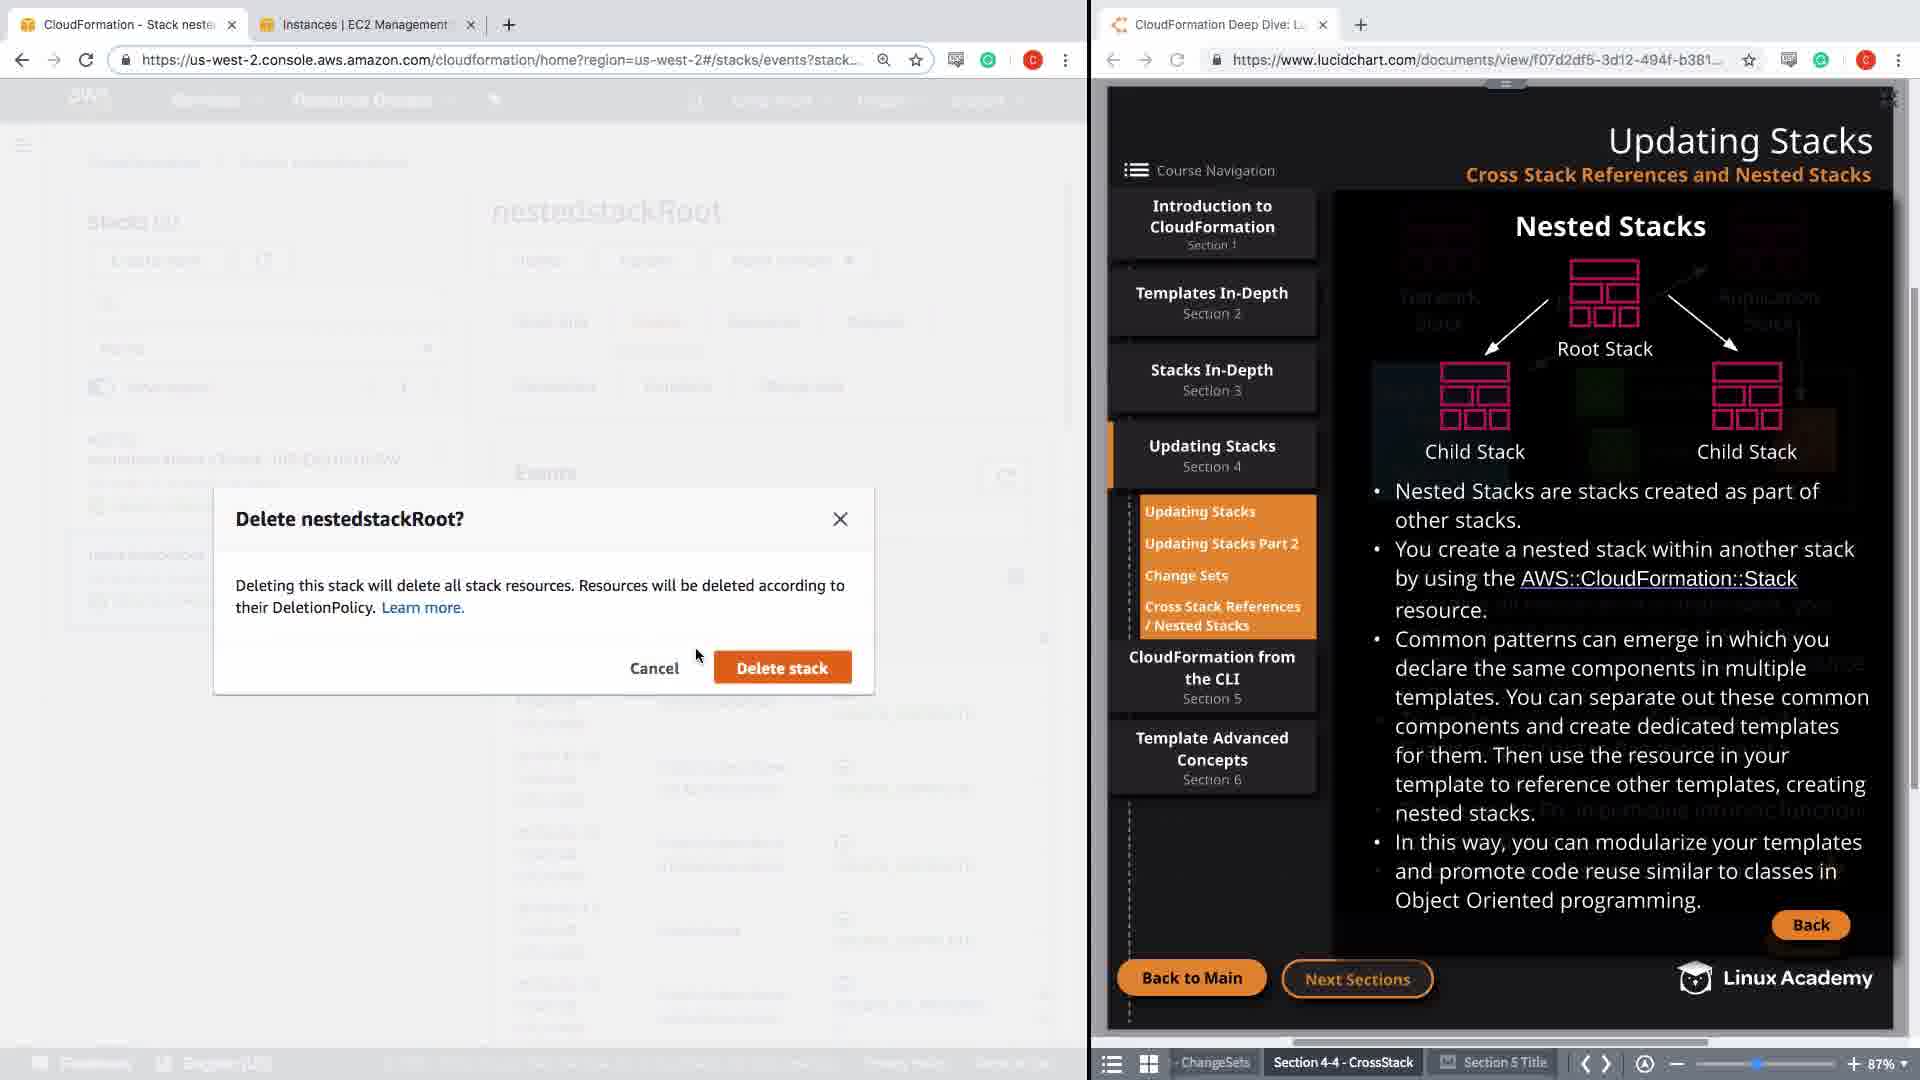 CloudFormation - Stack neste
Instances | EC2 Management
https://us-west-2.console.aws.amazon.com/cloudformation/home?region=us-west-2#/stacks/events?stack...
C
nestedstackRoot
Events
Delete nestedstackRoot?
Deleting this stack will delete all stack resources. Resources will be deleted according to
their DeletionPolicy. Learn more.
Cancel
Delete stack
CloudFormation Deep Dive: L
https://www.lucidchart.com/documents/view/f07d2df5-3d12-494f-b381...
C
Updating Stacks
Cross Stack References and Nested Stacks
Course Navigation
Introduction to
CloudFormation
Section 1
Templates In-Depth
Section 2
Stacks In-Depth
Section 3
Updating Stacks
Section 4
Updating Stacks
Updating Stacks Part 2
Change Sets
Cross Stack References
/ Nested Stacks
CloudFormation from
the CLI
Section 5
Template Advanced
Concepts
Section 6
Nested Stacks
Root Stack
Child Stack
Child Stack
• Nested Stacks are stacks created as part of
other stacks.
• You create a nested stack within another stack
by using the AWS::CloudFormation::Stack
resource.
• Common patterns can emerge in which you
declare the same components in multiple
templates. You can separate out these common
components and create dedicated templates
for them. Then use the resource in your
template to reference other templates, creating
nested stacks.
• In this way, you can modularize your templates
and promote code reuse similar to classes in
Object Oriented programming.
Back
Back to Main
Next Sections
Linux Academy
ChangeSets
Section 4-4 - CrossStack
Section 5 Title
87%